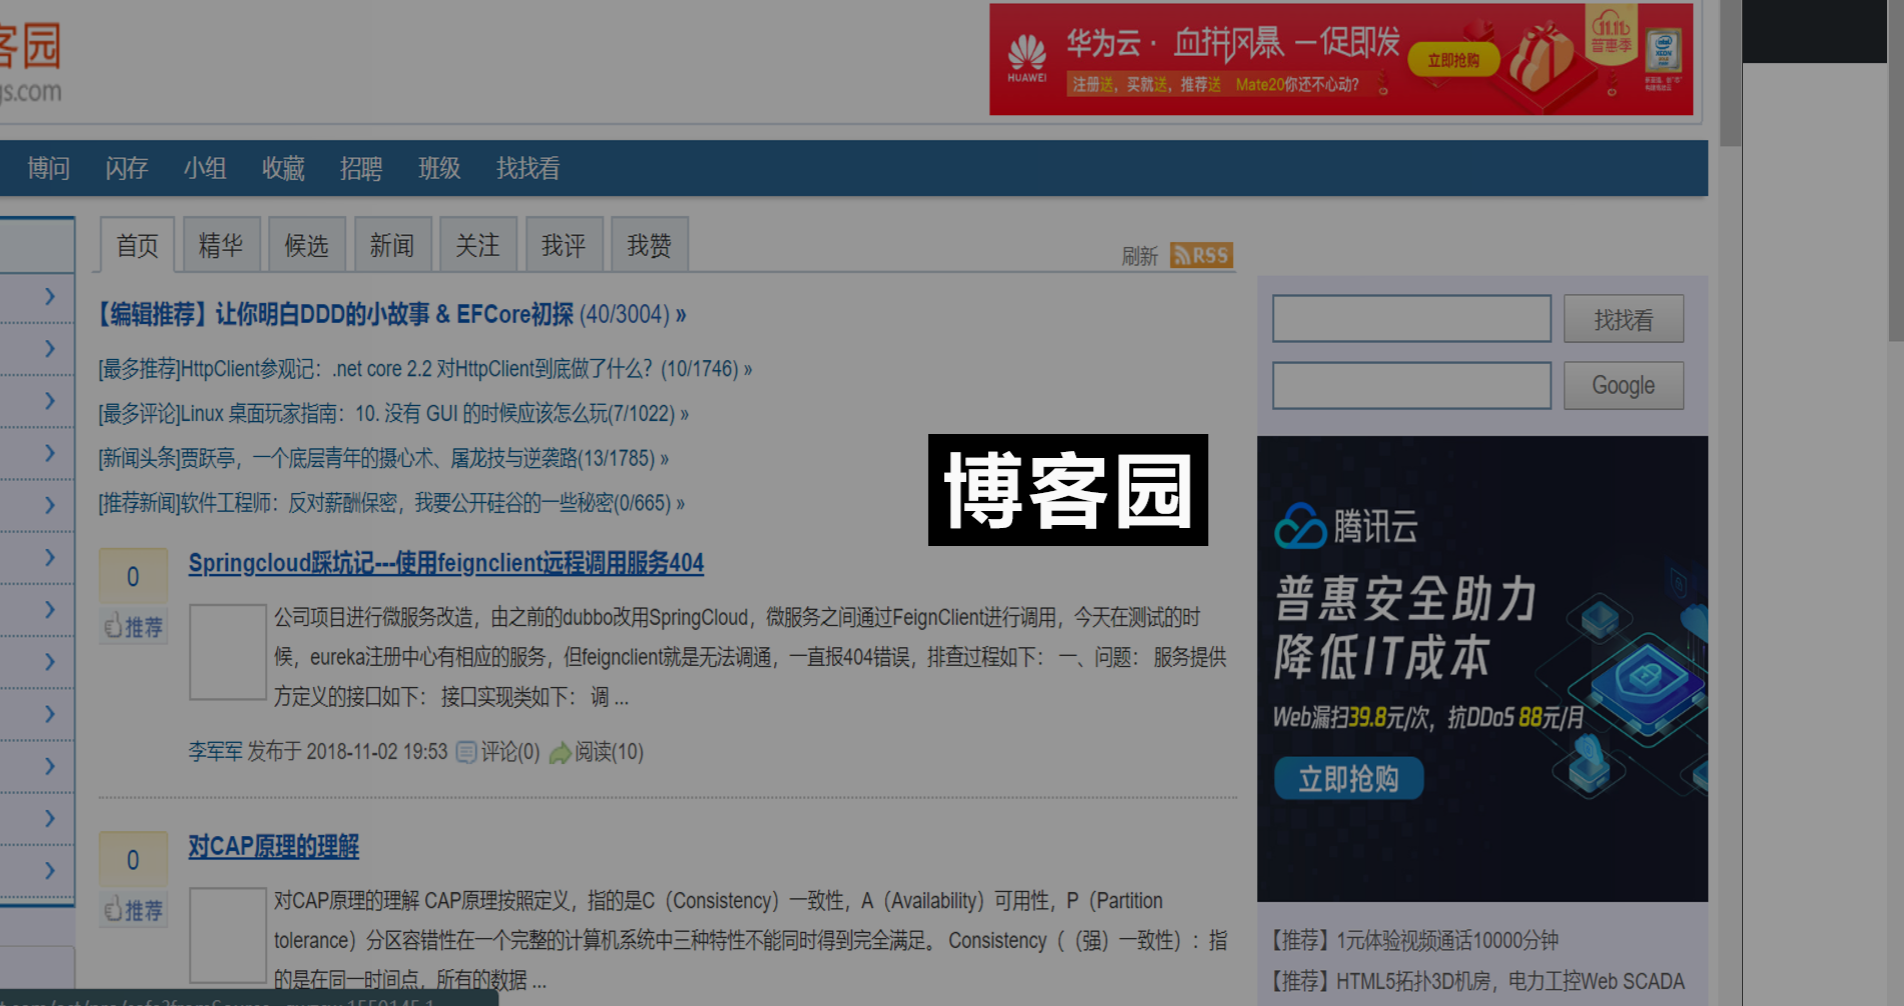 客园
gs.com
HUAWEI
华为云· 血拼风暴 一促即发
注册送，买就送，推荐送 Mate20你还不心动？
立即抢购
11.11
普惠季
博问 闪存 小组 收藏 招聘 班级 找找看
首页 精华 候选 新闻 关注 我评 我赞
刷新 RSS
【编辑推荐】让你明白DDD的小故事 & EFCore初探 (40/3004) »
[最多推荐]HttpClient参观记：.net core 2.2 对HttpClient到底做了什么？(10/1746) »
[最多评论]Linux 桌面玩家指南：10. 没有 GUI 的时候应该怎么玩(7/1022) »
[新闻头条]贾跃亭，一个底层青年的摄心术、屠龙技与逆袭路(13/1785) »
[推荐新闻]软件工程师：反对薪酬保密，我要公开硅谷的一些秘密(0/665) »
博客园
0
推荐
Springcloud踩坑记---使用feignclient远程调用服务404
公司项目进行微服务改造，由之前的dubbo改用SpringCloud，微服务之间通过FeignClient进行调用，今天在测试的时
候，eureka注册中心有相应的服务，但feignclient就是无法调通，一直报404错误，排查过程如下： 一、问题： 服务提供
方定义的接口如下： 接口实现类如下： 调 ...
李军军 发布于 2018-11-02 19:53 评论(0) 阅读(10)
0
推荐
对CAP原理的理解
对CAP原理的理解 CAP原理按照定义，指的是C（Consistency）一致性，A（Availability）可用性，P（Partition
tolerance）分区容错性在一个完整的计算机系统中三种特性不能同时得到完全满足。 Consistency（（强）一致性）: 指
的是在同一时间点，所有的数据 ...
找找看
Google
腾讯云
普惠安全助力
降低IT成本
Web漏扫39.8元/次，抗DDoS 88元/月
立即抢购
【推荐】1元体验视频通话10000分钟
【推荐】HTML5拓扑3D机房，电力工控Web SCADA